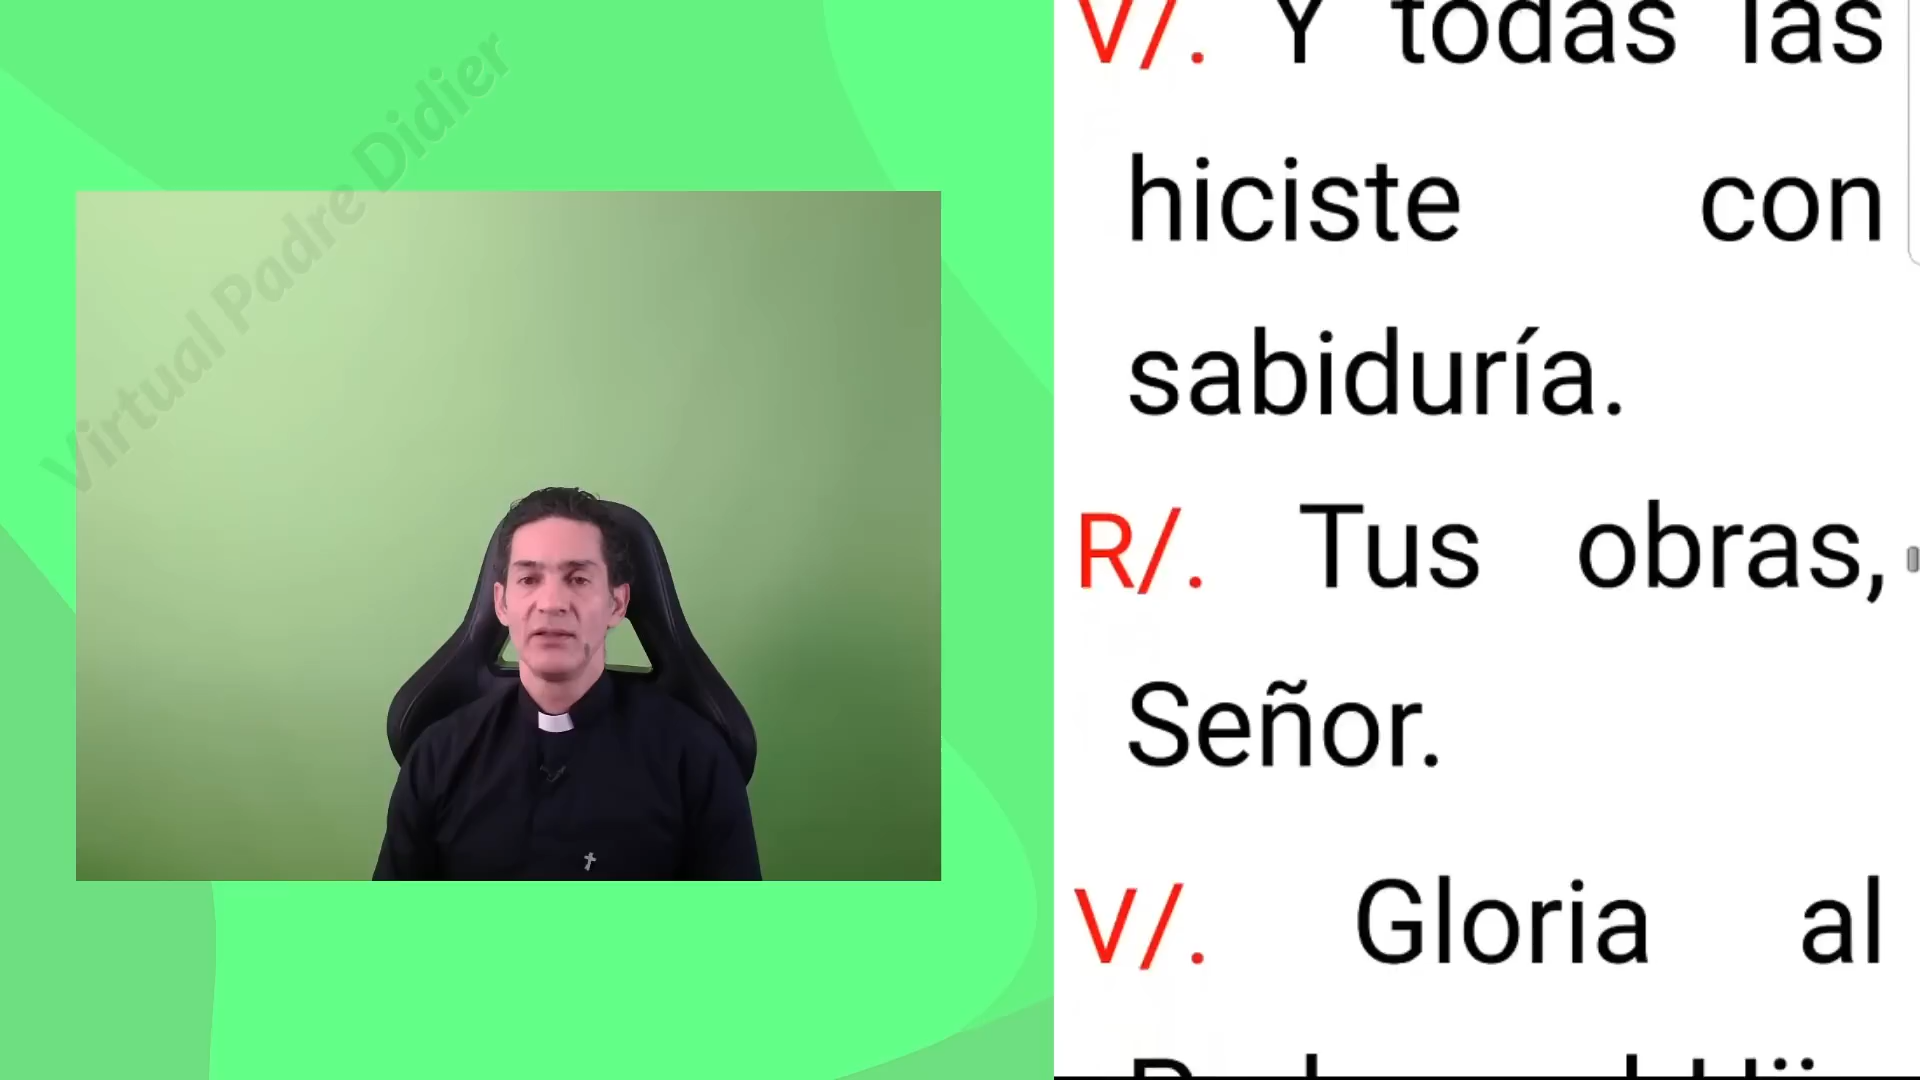 Virtual Padre Didier
V/. Y todas las
hiciste con
sabiduría.
R/. Tus obras,
Señor.
V/. Gloria al